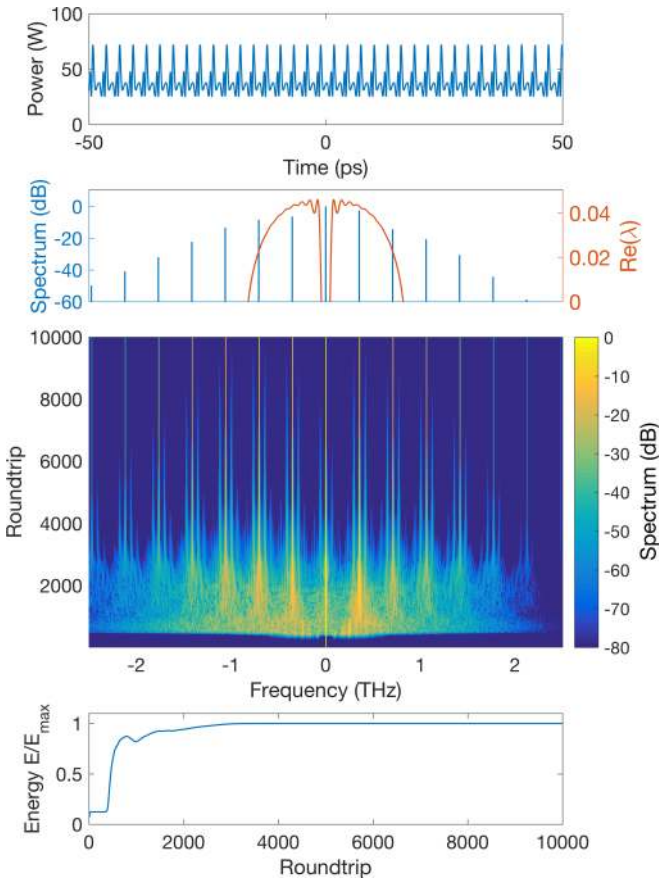 100
50
0
Power (W)
-50 0 50
Time (ps)
0
-20
-40
-60
Spectrum (dB)
0.04
0.02
0
Re(λ)
10000
8000
6000
4000
2000
Roundtrip
-2 -1 0 1 2
Frequency (THz)
0
-10
-20
-30
-40
-50
-60
-70
-80
Spectrum (dB)
1
0.5
0
Energy E/Emax
0 2000 4000 6000 8000 10000
Roundtrip